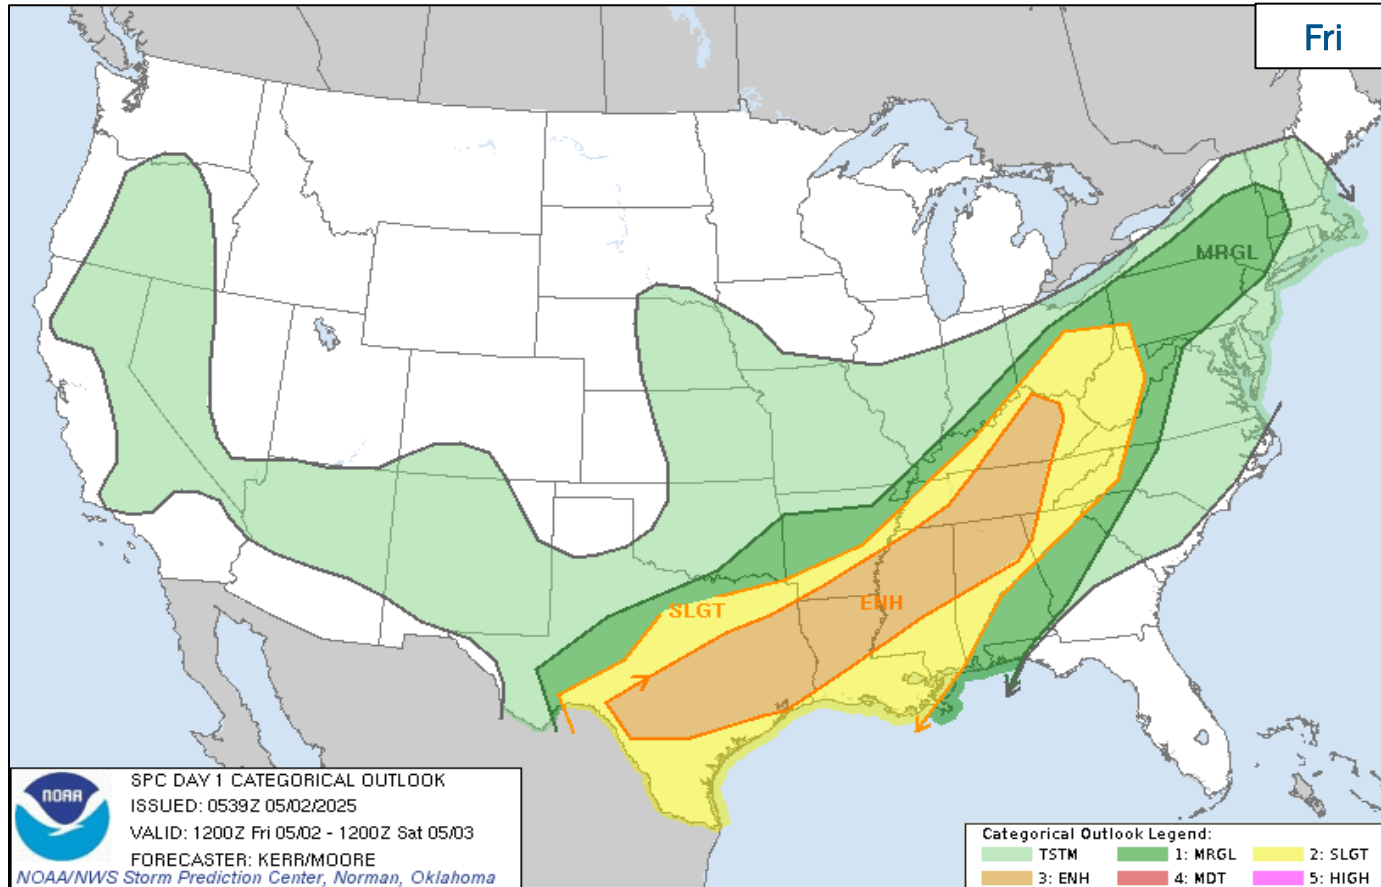 Fri
MRGL
SLGT
ENH
NOAA
SPC DAY 1 CATEGORICAL OUTLOOK
ISSUED: 0539Z 05/02/2025
VALID: 1200Z Fri 05/02 - 1200Z Sat 05/03
FORECASTER: KERR/MOORE
NOAA/NWS Storm Prediction Center, Norman, Oklahoma
Categorical Outlook Legend:
TSTM 1: MRGL 2: SLGT
3: ENH 4: MDT 5: HIGH